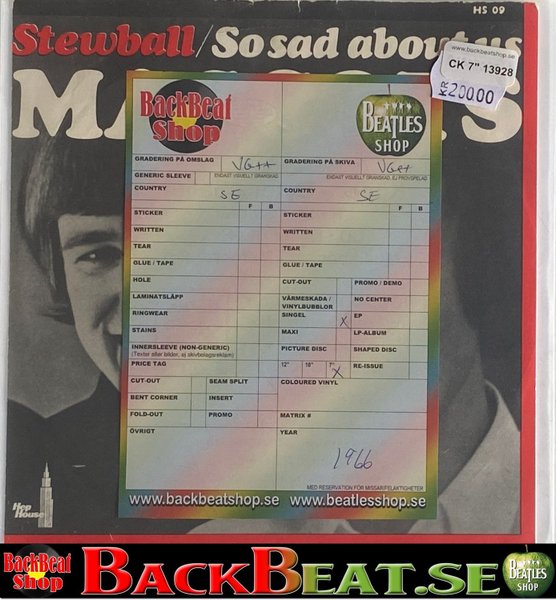 HS 09
Stewball/So sad about us
www.backbeatshop.se
CK 7" 13928
200.00
BackBeat Shop
BEATLES SHOP
GRADERING PÅ OMSLAG VG++
GRADERING PÅ SKIVA VG++
GENERIC SLEEVE ENDAST VISUELLT GRANSKAD
ENDAST VISUELLT GRANSKAD, EJ PROVSPELAD
COUNTRY SE
COUNTRY SE
F B
F B
STICKER
STICKER
WRITTEN
WRITTEN
TEAR
TEAR
GLUE / TAPE
GLUE / TAPE
HOLE
CUT-OUT PROMO / DEMO
LAMINATSLÄPP
VÄRMESKADA / VINYLBUBBLOR NO CENTER
RINGWEAR
SINGEL X EP
STAINS
MAXI LP-ALBUM
INNERSLEEVE (NON-GENERIC)
(Texter eller bilder, ej skivbolagsreklam)
PICTURE DISC SHAPED DISC
PRICE TAG
12" 10" 7" X RE-ISSUE
CUT-OUT SEAM SPLIT
COLOURED VINYL
BENT CORNER INSERT
FOLD-OUT PROMO
MATRIX #
ÖVRIGT
YEAR
1966
MED RESERVATION FÖR MISSAR/FELAKTIGHETER
www.backbeatshop.se www.beatlesshop.se
Hep House
BackBeat Shop
BACKBEAT.SE
BEATLES SHOP